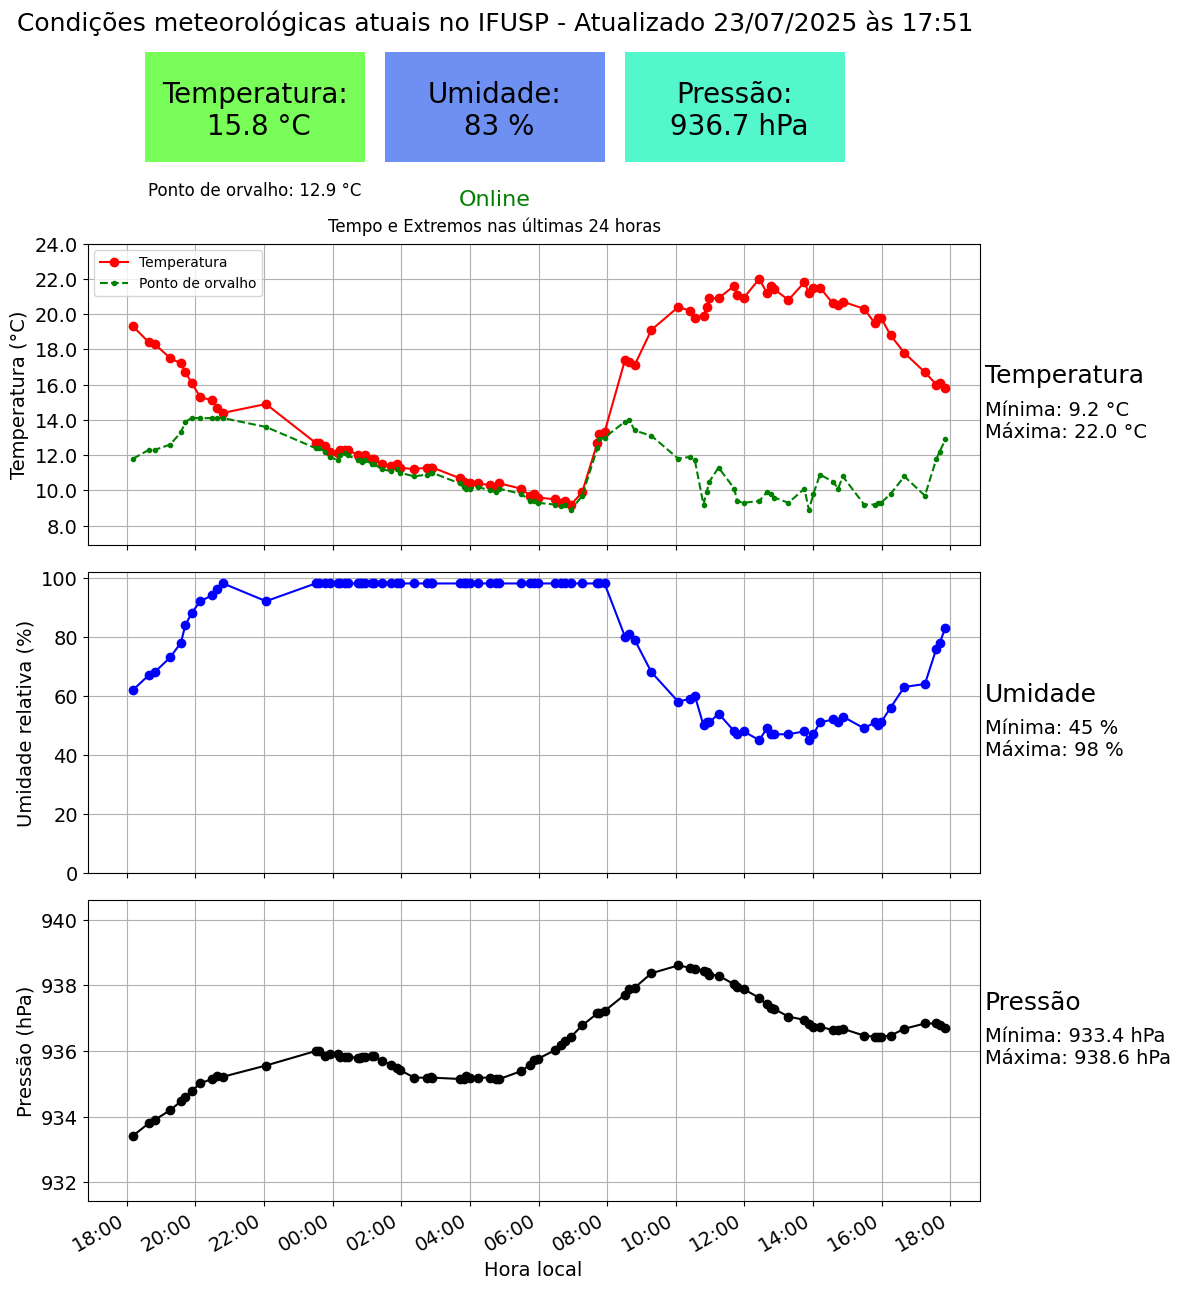 Condições meteorológicas atuais no IFUSP - Atualizado 23/07/2025 às 17:51
Temperatura:
15.8 °C
Umidade:
83 %
Pressão:
936.7 hPa
Ponto de orvalho: 12.9 °C
Online
Tempo e Extremos nas últimas 24 horas
Temperatura (°C)
24.0
22.0
20.0
18.0
16.0
14.0
12.0
10.0
8.0
Temperatura
Ponto de orvalho
Temperatura
Mínima: 9.2 °C
Máxima: 22.0 °C
Umidade relativa (%)
100
80
60
40
20
0
Umidade
Mínima: 45 %
Máxima: 98 %
Pressão (hPa)
940
938
936
934
932
Pressão
Mínima: 933.4 hPa
Máxima: 938.6 hPa
18:00
20:00
22:00
00:00
02:00
04:00
06:00
08:00
10:00
12:00
14:00
16:00
18:00
Hora local